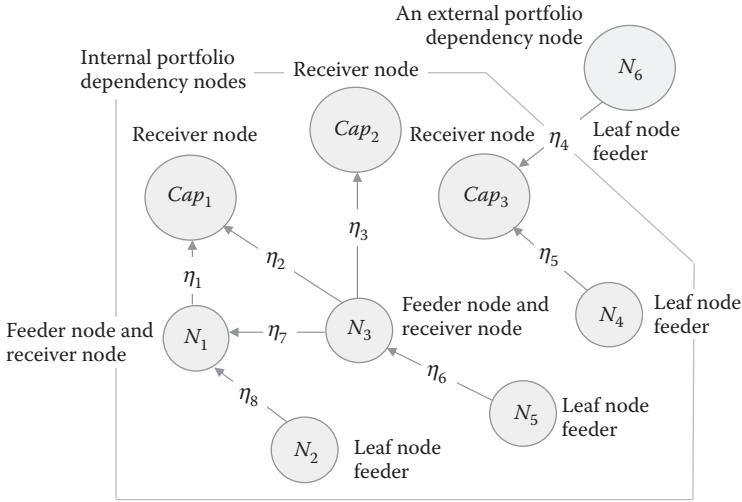 An external portfolio
dependency node
Internal portfolio
dependency nodes
Receiver node
N₆
Receiver node
Cap₂
Receiver node
η₄
Leaf node
feeder
Cap₁
Cap₃
η₃
η₂
η₁
η₅
Feeder node and
receiver node
N₁
η₇
N₃
Feeder node and
receiver node
N₄
Leaf node
feeder
η₆
η₈
N₅
Leaf node
feeder
N₂
Leaf node
feeder